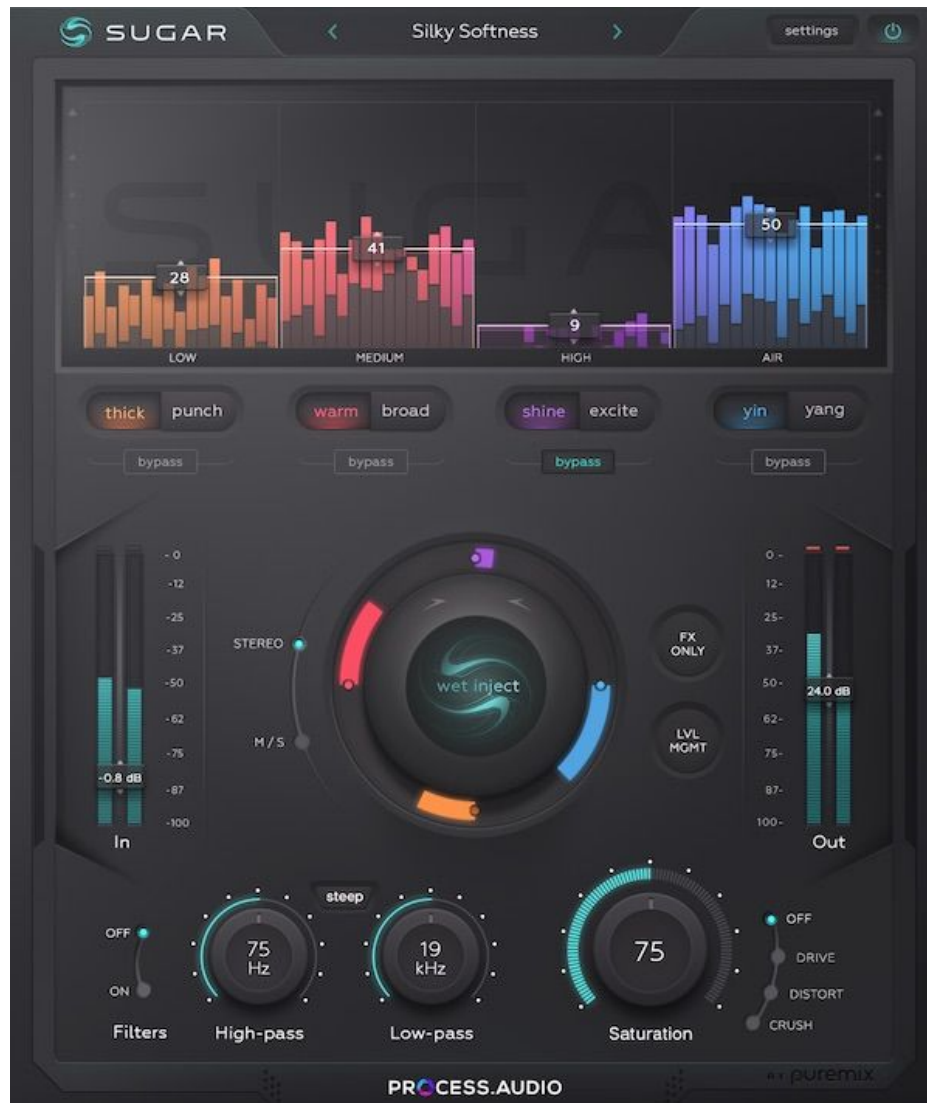 SUGAR
Silky Softness
settings
SUGAR
28
41
9
50
LOW
MEDIUM
HIGH
AIR
thick punch
warm broad
shine excite
yin yang
bypass
bypass
bypass
bypass
- 0
-12
-25
-37
-50
-62
-75
-87
-100
-0.8 dB
In
STEREO
M / S
wet inject
FX
ONLY
LVL
MGMT
0 -
12-
25-
37-
50-
62-
75-
87-
100-
24.0 dB
Out
OFF
ON
Filters
75
Hz
High-pass
steep
19
kHz
Low-pass
75
Saturation
OFF
DRIVE
DISTORT
CRUSH
PROCESS.AUDIO
BY puremix